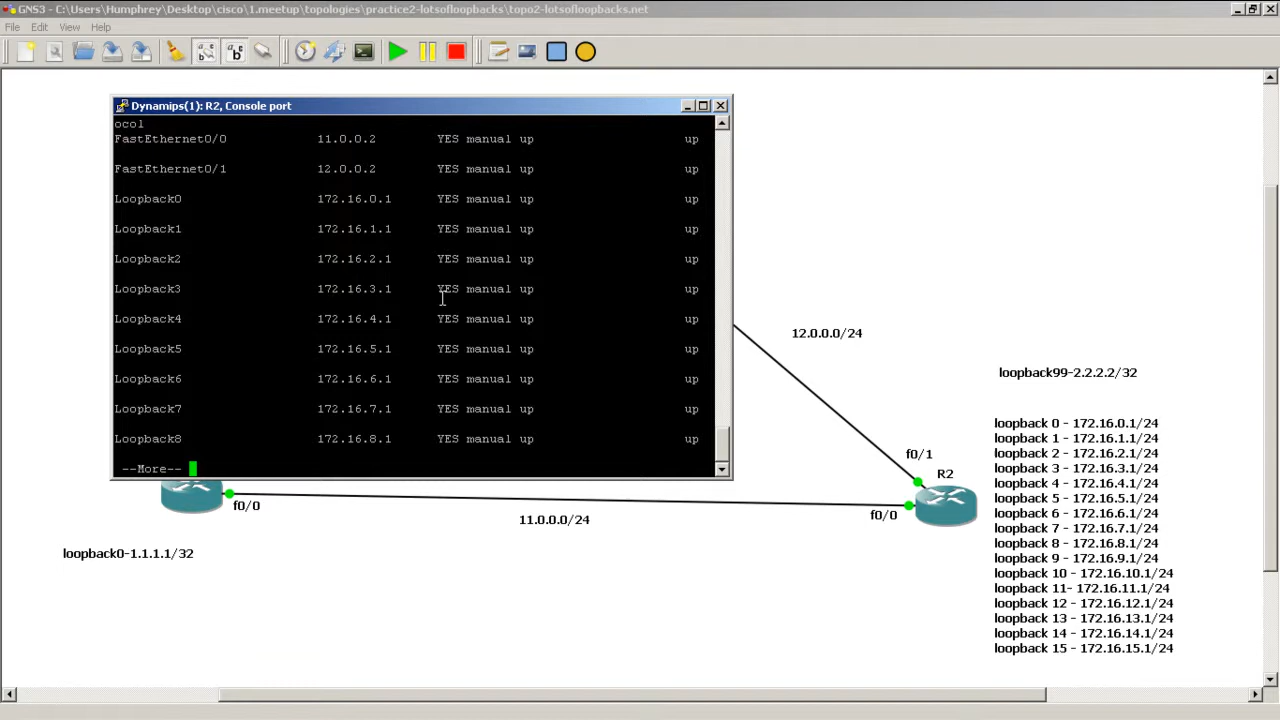 GNS3 - C:\Users\Humphrey\Desktop\cisco\1.meetup\topologies\practice2-lotsofloopbacks\topo2-lotsofloopbacks.net
File Edit View Help
Dynamips(1): R2, Console port
ocol
FastEthernet0/0 11.0.0.2 YES manual up up
FastEthernet0/1 12.0.0.2 YES manual up up
Loopback0 172.16.0.1 YES manual up up
Loopback1 172.16.1.1 YES manual up up
Loopback2 172.16.2.1 YES manual up up
Loopback3 172.16.3.1 YES manual up up
Loopback4 172.16.4.1 YES manual up up
Loopback5 172.16.5.1 YES manual up up
Loopback6 172.16.6.1 YES manual up up
Loopback7 172.16.7.1 YES manual up up
Loopback8 172.16.8.1 YES manual up up
--More--
12.0.0.0/24
loopback99-2.2.2.2/32
f0/1
R2
f0/0
11.0.0.0/24
f0/0
loopback0-1.1.1.1/32
loopback 0 - 172.16.0.1/24
loopback 1 - 172.16.1.1/24
loopback 2 - 172.16.2.1/24
loopback 3 - 172.16.3.1/24
loopback 4 - 172.16.4.1/24
loopback 5 - 172.16.5.1/24
loopback 6 - 172.16.6.1/24
loopback 7 - 172.16.7.1/24
loopback 8 - 172.16.8.1/24
loopback 9 - 172.16.9.1/24
loopback 10 - 172.16.10.1/24
loopback 11- 172.16.11.1/24
loopback 12 - 172.16.12.1/24
loopback 13 - 172.16.13.1/24
loopback 14 - 172.16.14.1/24
loopback 15 - 172.16.15.1/24